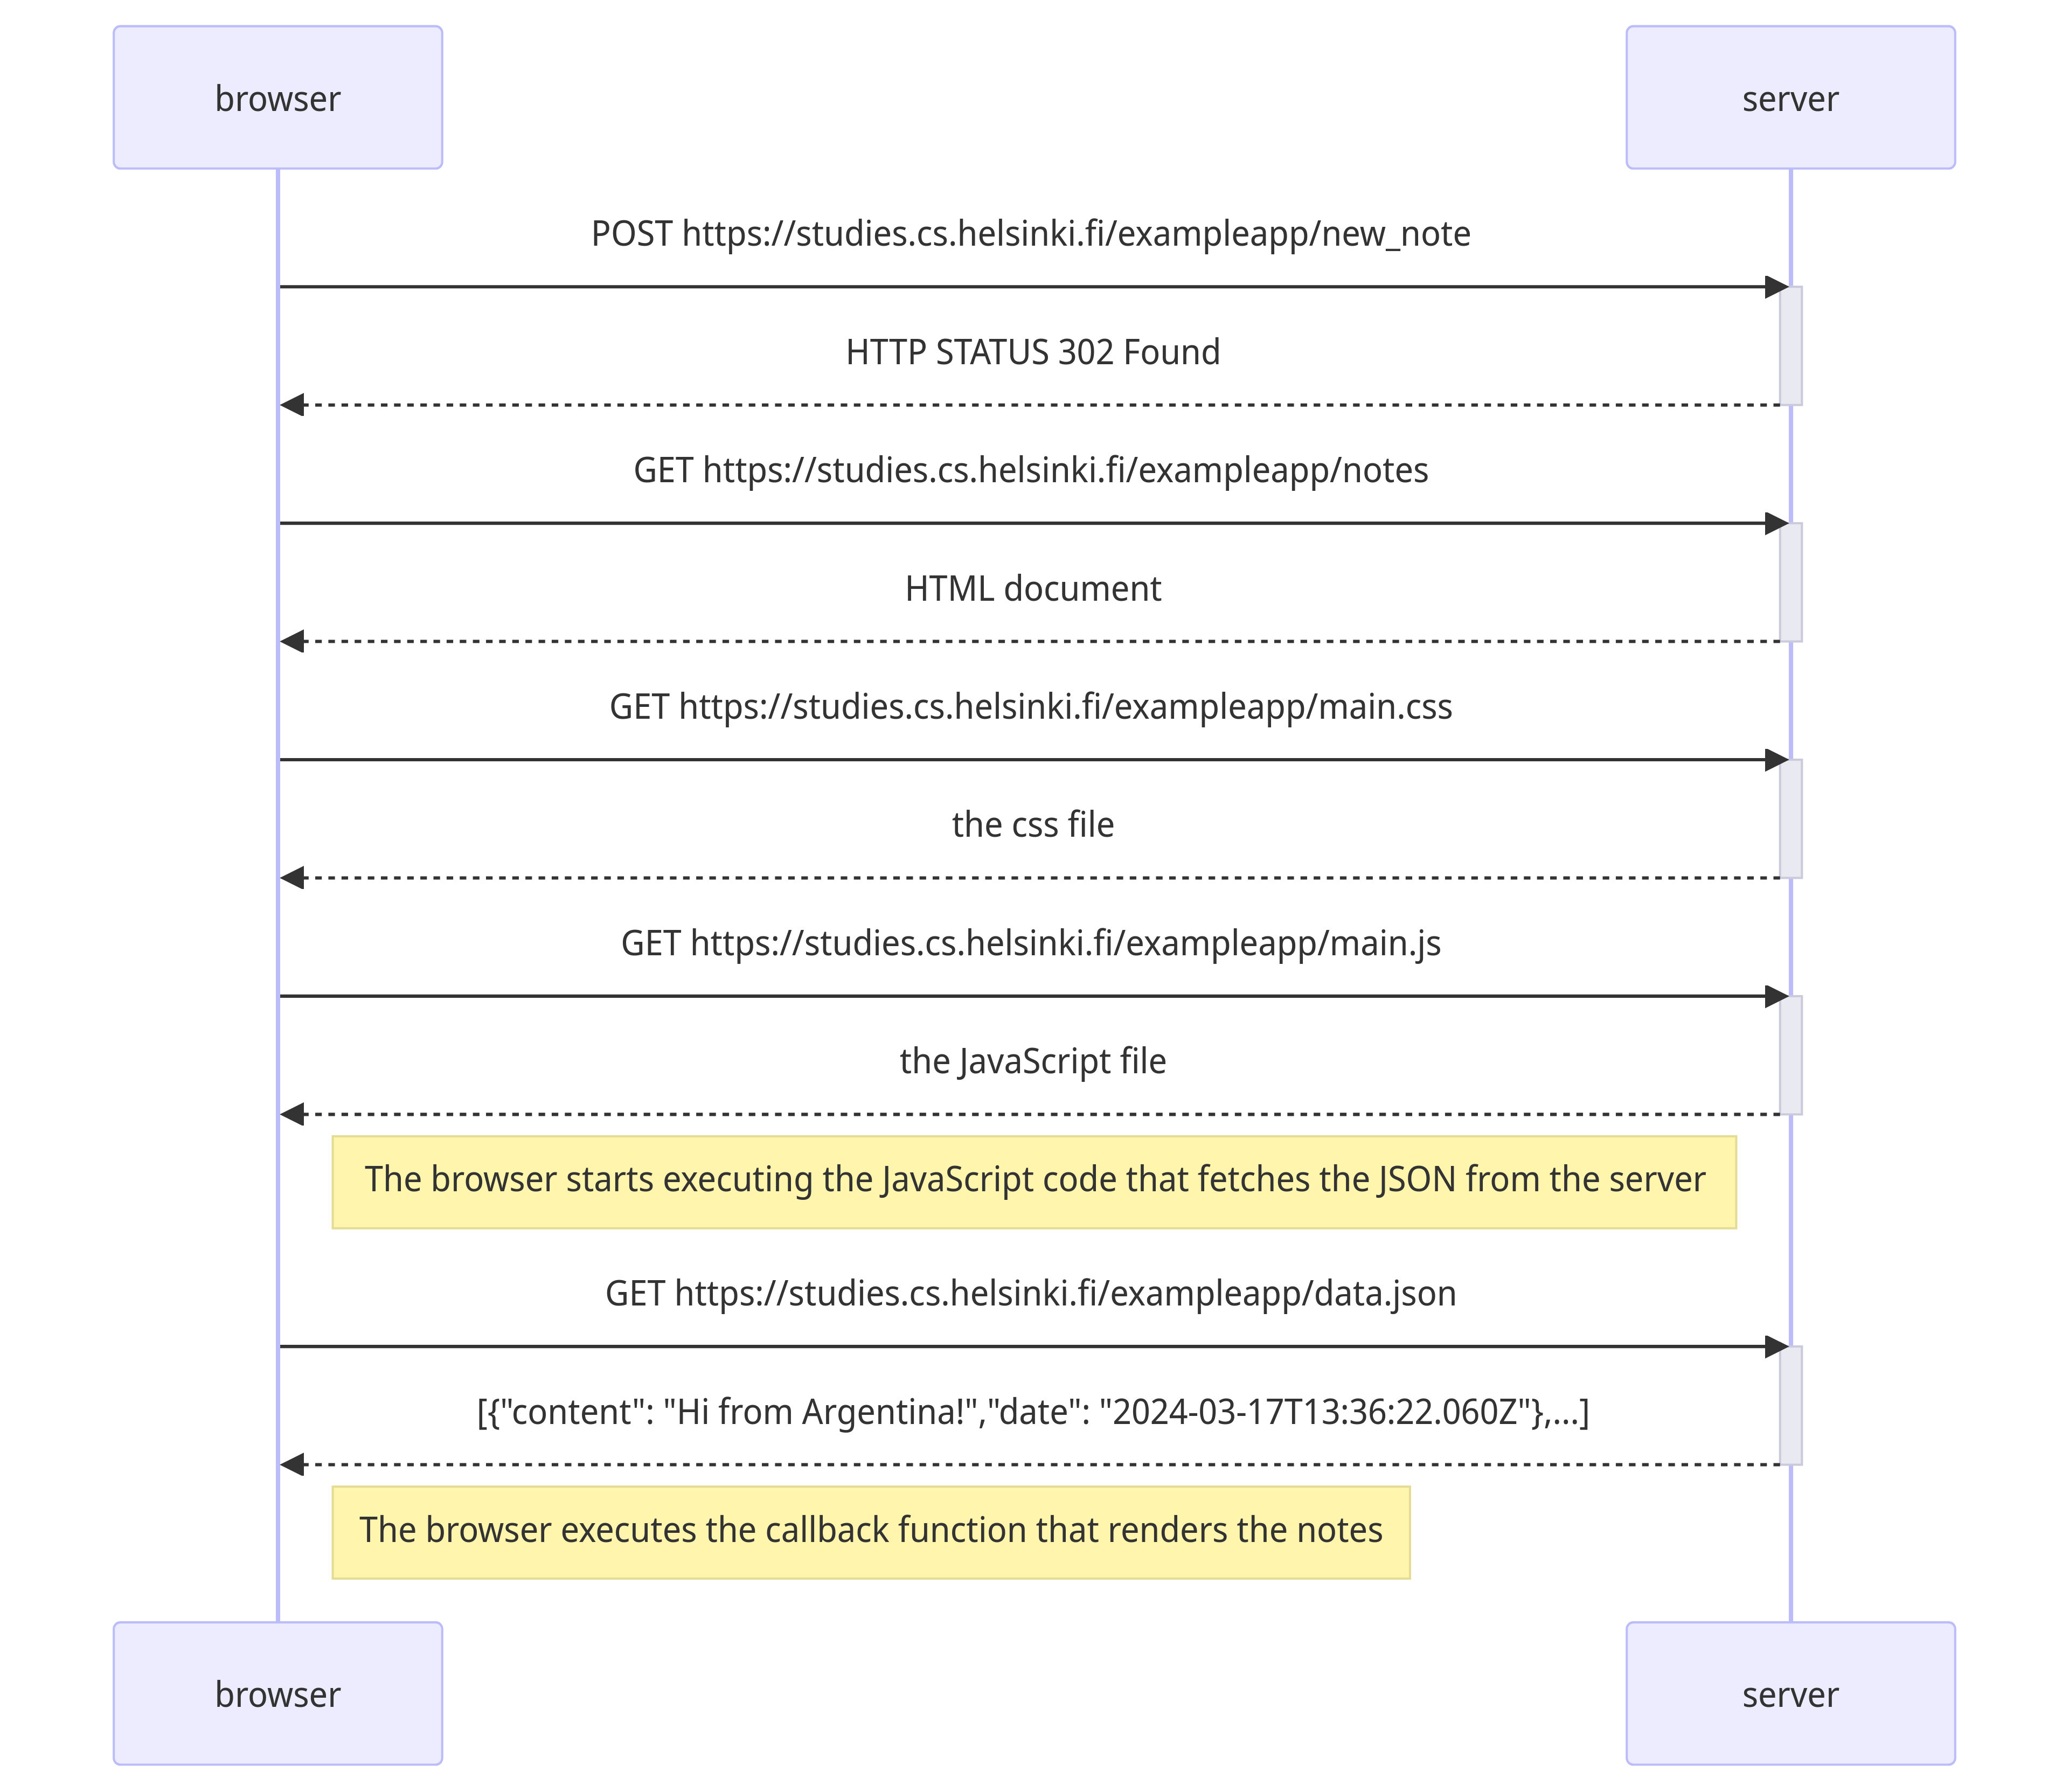 browser
server
POST https://studies.cs.helsinki.fi/exampleapp/new_note
HTTP STATUS 302 Found
GET https://studies.cs.helsinki.fi/exampleapp/notes
HTML document
GET https://studies.cs.helsinki.fi/exampleapp/main.css
the css file
GET https://studies.cs.helsinki.fi/exampleapp/main.js
the JavaScript file
The browser starts executing the JavaScript code that fetches the JSON from the server
GET https://studies.cs.helsinki.fi/exampleapp/data.json
[{"content": "Hi from Argentina!","date": "2024-03-17T13:36:22.060Z"},...]
The browser executes the callback function that renders the notes
browser
server